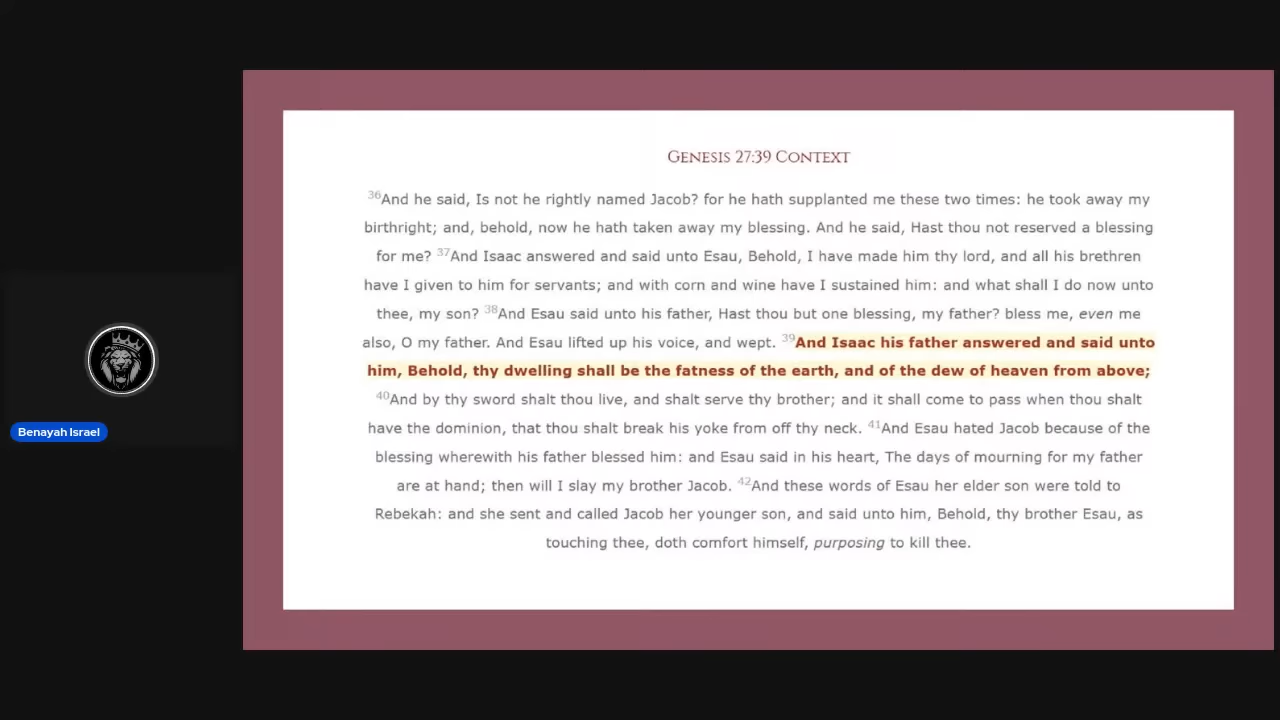 Genesis 27:39 Context
36And he said, Is not he rightly named Jacob? for he hath supplanted me these two times: he took away my
birthright; and, behold, now he hath taken away my blessing. And he said, Hast thou not reserved a blessing
for me? 37And Isaac answered and said unto Esau, Behold, I have made him thy lord, and all his brethren
have I given to him for servants; and with corn and wine have I sustained him: and what shall I do now unto
thee, my son? 38And Esau said unto his father, Hast thou but one blessing, my father? bless me, even me
also, O my father. And Esau lifted up his voice, and wept. 39And Isaac his father answered and said unto
him, Behold, thy dwelling shall be the fatness of the earth, and of the dew of heaven from above;
40And by thy sword shalt thou live, and shalt serve thy brother; and it shall come to pass when thou shalt
have the dominion, that thou shalt break his yoke from off thy neck. 41And Esau hated Jacob because of the
blessing wherewith his father blessed him: and Esau said in his heart, The days of mourning for my father
are at hand; then will I slay my brother Jacob. 42And these words of Esau her elder son were told to
Rebekah: and she sent and called Jacob her younger son, and said unto him, Behold, thy brother Esau, as
touching thee, doth comfort himself, purposing to kill thee.
Benayah Israel